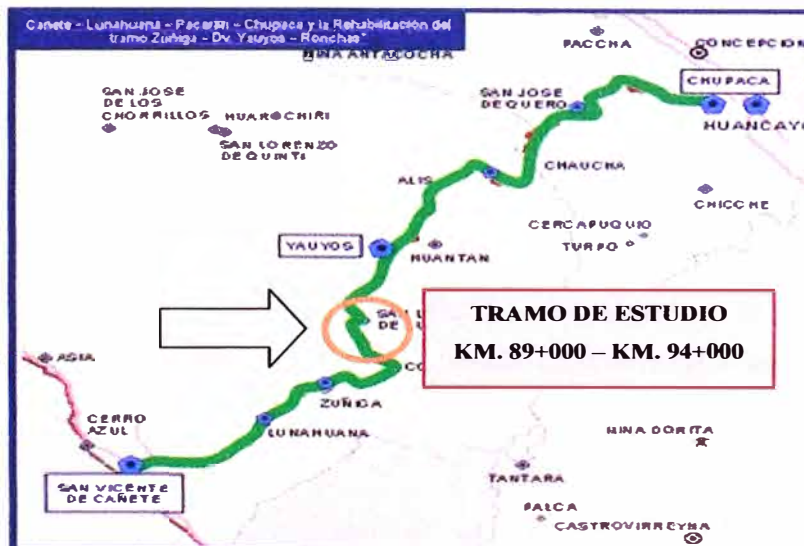 Cañete - Lunahuana - Pacarán - Chupaca y la Rehabilitación del
tramo Zuñiga - Dv. Yauyos - Ronchas"
MINA ANTACOCHA
PACCHA
CONCEPCION
CHUPACA
HUANCAYO
SAN JOSE
DE LOS
CHORRILLOS
HUAROCHIRI
SAN LORENZO
DE QUINTI
SAN JOSE
DE QUERO
CHAUCHA
ALIS
CHICCHE
CERCAPUQUIO
TURPO
YAUYOS
HUANTAN
SAN
DE
TRAMO DE ESTUDIO
KM. 89+000 – KM. 94+000
ASIA
ZUÑIGA
CERRO
AZUL
LUNAHUANA
MINA DORITA
SAN VICENTE
DE CAÑETE
TANTARA
PALCA
CASTROVIRREYNA